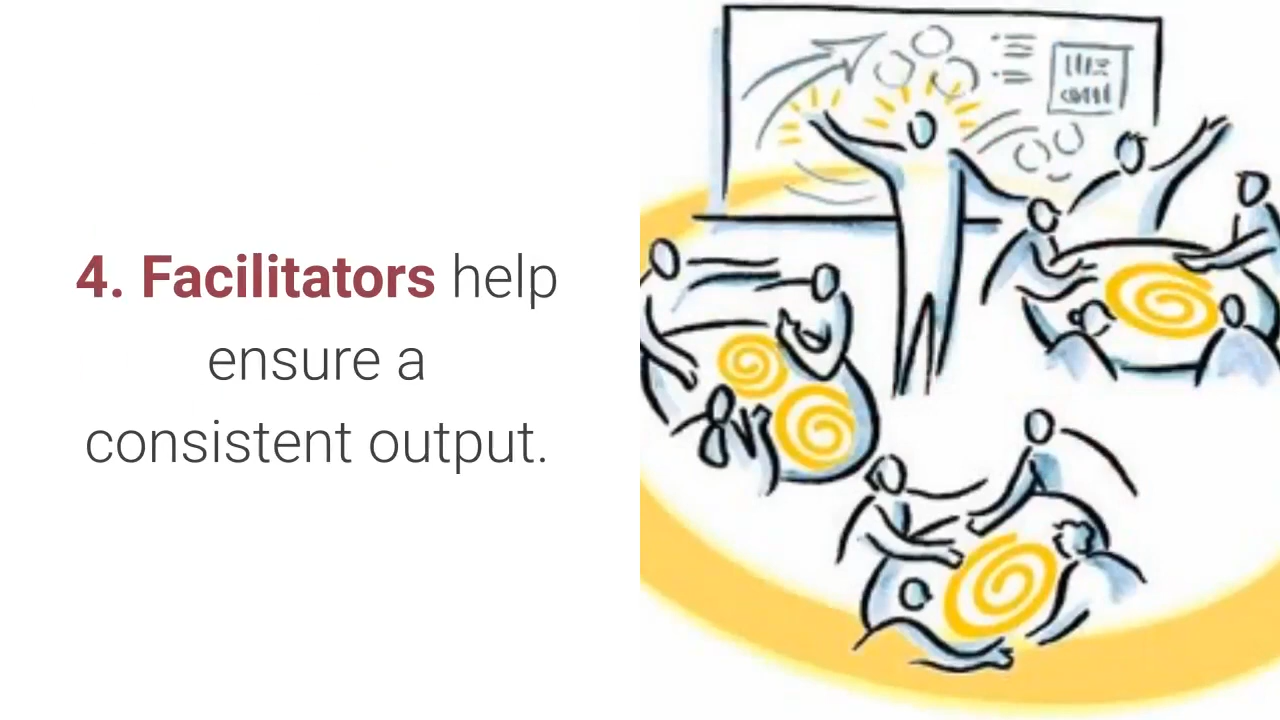 4. Facilitators help
ensure a
consistent output.